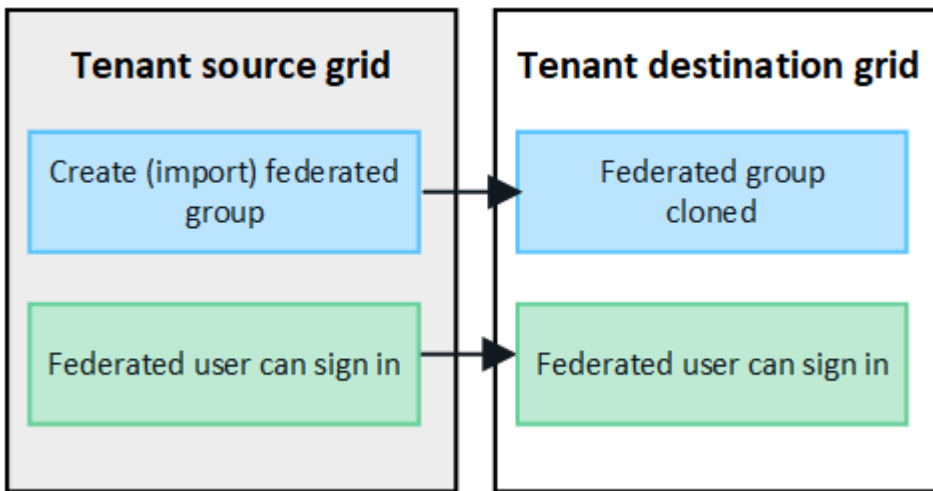 Tenant source grid
Create (import) federated
group
Federated user can sign in
Tenant destination grid
Federated group
cloned
Federated user can sign in